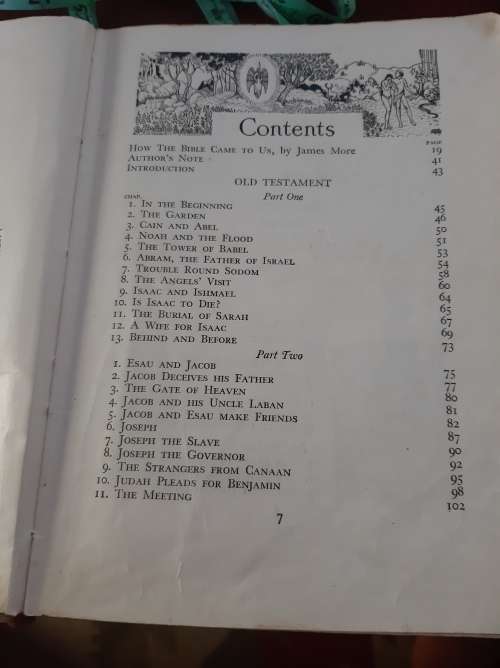 Contents
PAGE
HOW THE BIBLE CAME TO US, by James More 19
AUTHOR'S NOTE 41
INTRODUCTION 43
OLD TESTAMENT
CHAP. Part One
1. IN THE BEGINNING 45
2. THE GARDEN 46
3. CAIN AND ABEL 50
4. NOAH AND THE FLOOD 51
5. THE TOWER OF BABEL 53
6. ABRAM, THE FATHER OF ISRAEL 54
7. TROUBLE ROUND SODOM 58
8. THE ANGELS' VISIT 60
9. ISAAC AND ISHMAEL 64
10. IS ISAAC TO DIE? 65
11. THE BURIAL OF SARAH 67
12. A WIFE FOR ISAAC 69
13. BEHIND AND BEFORE 73
Part Two
1. ESAU AND JACOB 75
2. JACOB DECEIVES HIS FATHER 77
3. THE GATE OF HEAVEN 80
4. JACOB AND HIS UNCLE LABAN 81
5. JACOB AND ESAU MAKE FRIENDS 82
6. JOSEPH 87
7. JOSEPH THE SLAVE 90
8. JOSEPH THE GOVERNOR 92
9. THE STRANGERS FROM CANAAN 95
10. JUDAH PLEADS FOR BENJAMIN 98
11. THE MEETING 102
7